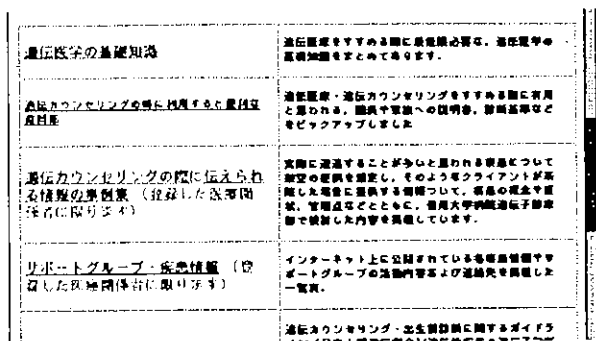 遺伝医学の基礎知識
遺伝医療をすすめる際に最低限必要な、遺伝医学の
基礎知識をまとめてあります。
遺伝カウンセリングの時に利用すると便利な
遺伝医療・遺伝カウンセリングをすすめる際に有用
と思われる、患者や家族への説明書、診断基準など
をピックアップしました
遺伝カウンセリングの際に伝えられ
る情報の事例集 （登録した医療関
係者に限ります）
実際に遭遇することが多いと思われる疾患について
架空の症例を想定し、そのようなクライアントが来
院した場合に提供する情報について、疾患の概念や症
状、管理点などとともに、信州大学病院遺伝子診療
部で検討した内容を掲載しています。
サポートグループ・疾患情報 （登
録した医療関係者に限ります）
インターネット上に公開されている各疾患情報やサ
ポートグループの活動内容および連絡先を掲載した
一覧表。
遺伝カウンセリング・出生前診断に関するガイドラ